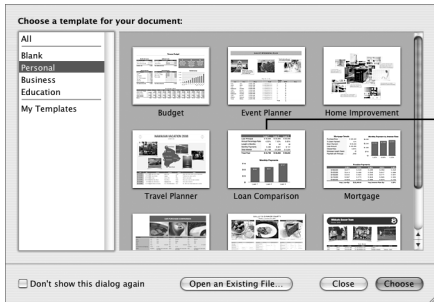 Choose a template for your document:
All
Blank
Personal
Business
Education
My Templates
Budget
Event Planner
Home Improvement
Travel Planner
Loan Comparison
Mortgage
Don't show this dialog again
Open an Existing File...
Close
Choose